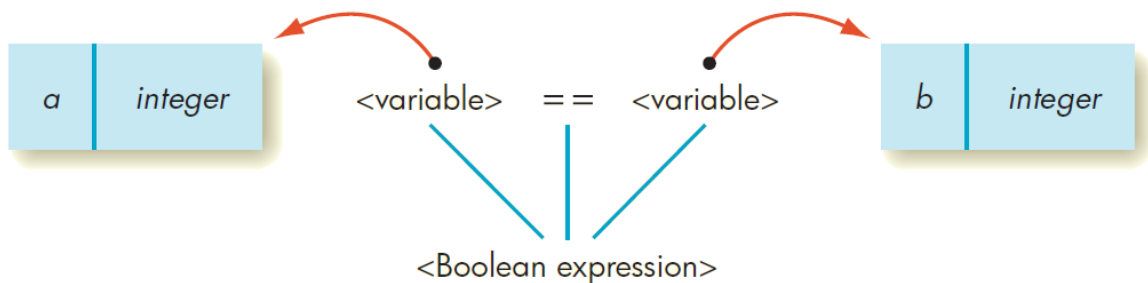 a integer <variable> == <variable> b integer
<Boolean expression>